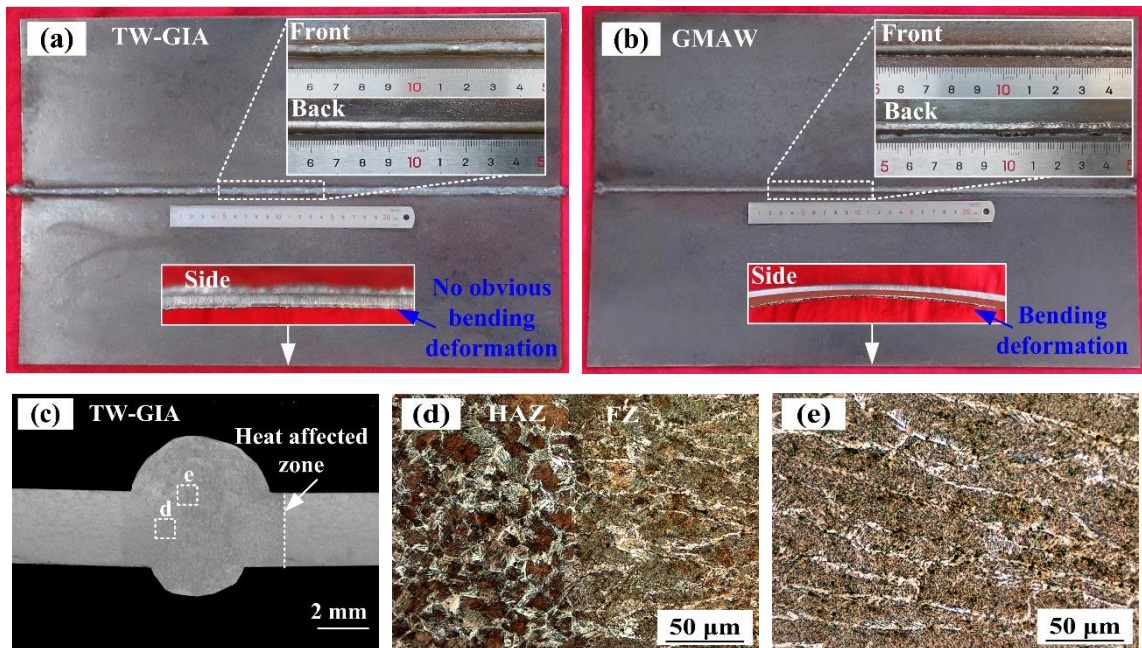 (a) TW-GIA
Front
6 7 8 9 10 1 2 3 4 5
Back
6 7 8 9 10 1 2 3 4 5
Side
No obvious
bending
deformation
(b) GMAW
Front
5 6 7 8 9 10 1 2 3 4
Back
5 6 7 8 9 10 1 2 3 4 5
Side
Bending
deformation
(c) TW-GIA
Heat affected
zone
e
d
2 mm
(d) HAZ FZ
50 μm
(e)
50 μm